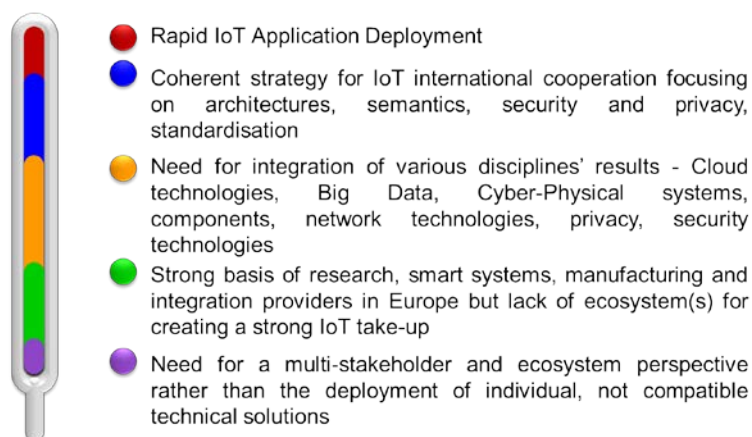 Rapid IoT Application Deployment
Coherent strategy for IoT international cooperation focusing
on architectures, semantics, security and privacy,
standardisation
Need for integration of various disciplines’ results - Cloud
technologies, Big Data, Cyber-Physical systems,
components, network technologies, privacy, security
technologies
Strong basis of research, smart systems, manufacturing and
integration providers in Europe but lack of ecosystem(s) for
creating a strong IoT take-up
Need for a multi-stakeholder and ecosystem perspective
rather than the deployment of individual, not compatible
technical solutions